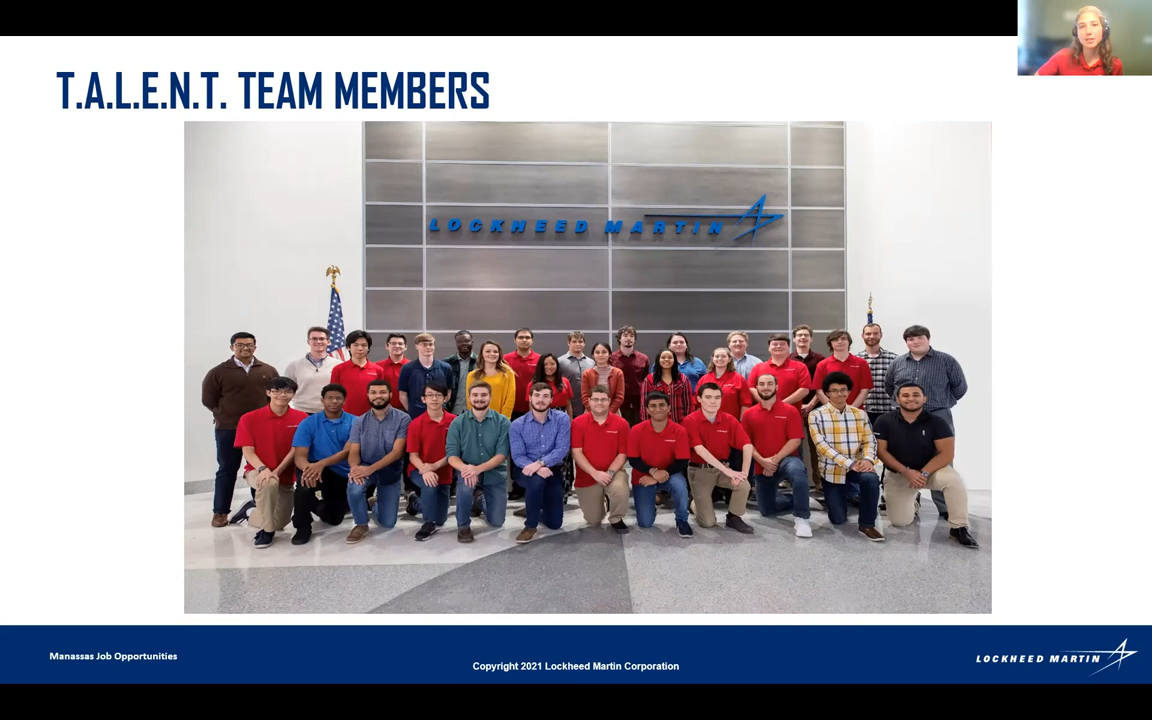 T.A.L.E.N.T. TEAM MEMBERS
LOCKHEED MARTIN
Manassas Job Opportunities
Copyright 2021 Lockheed Martin Corporation
LOCKHEED MARTIN